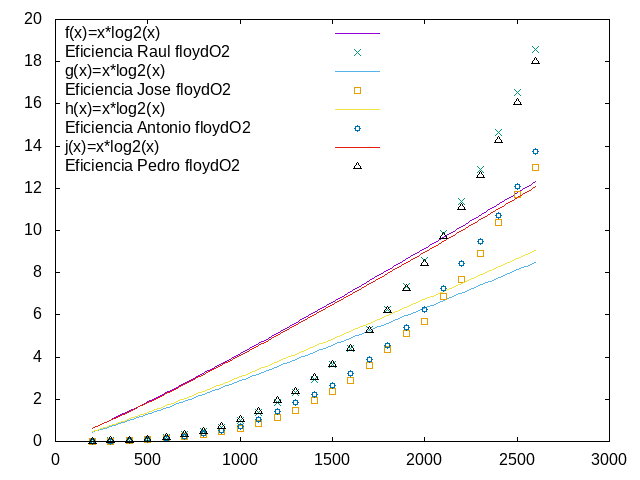 20
18
16
14
12
10
8
6
4
2
0
f(x)=x*log2(x)
Eficiencia Raul floydO2
g(x)=x*log2(x)
Eficiencia Jose floydO2
h(x)=x*log2(x)
Eficiencia Antonio floydO2
j(x)=x*log2(x)
Eficiencia Pedro floydO2
0 500 1000 1500 2000 2500 3000